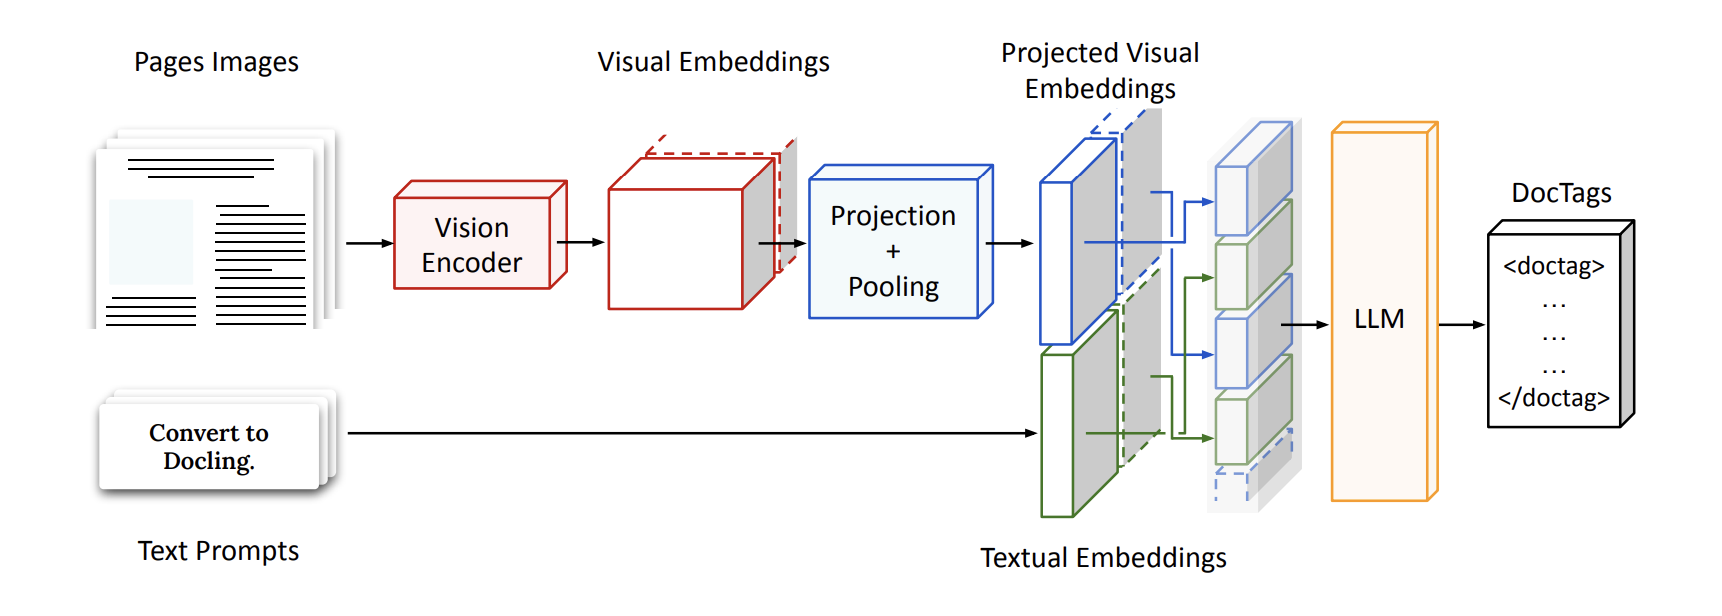 Pages Images
Visual Embeddings
Projected Visual
Embeddings
Vision
Encoder
Projection
+
Pooling
LLM
DocTags
<doctag>
...
...
...
</doctag>
Convert to
Docling.
Text Prompts
Textual Embeddings